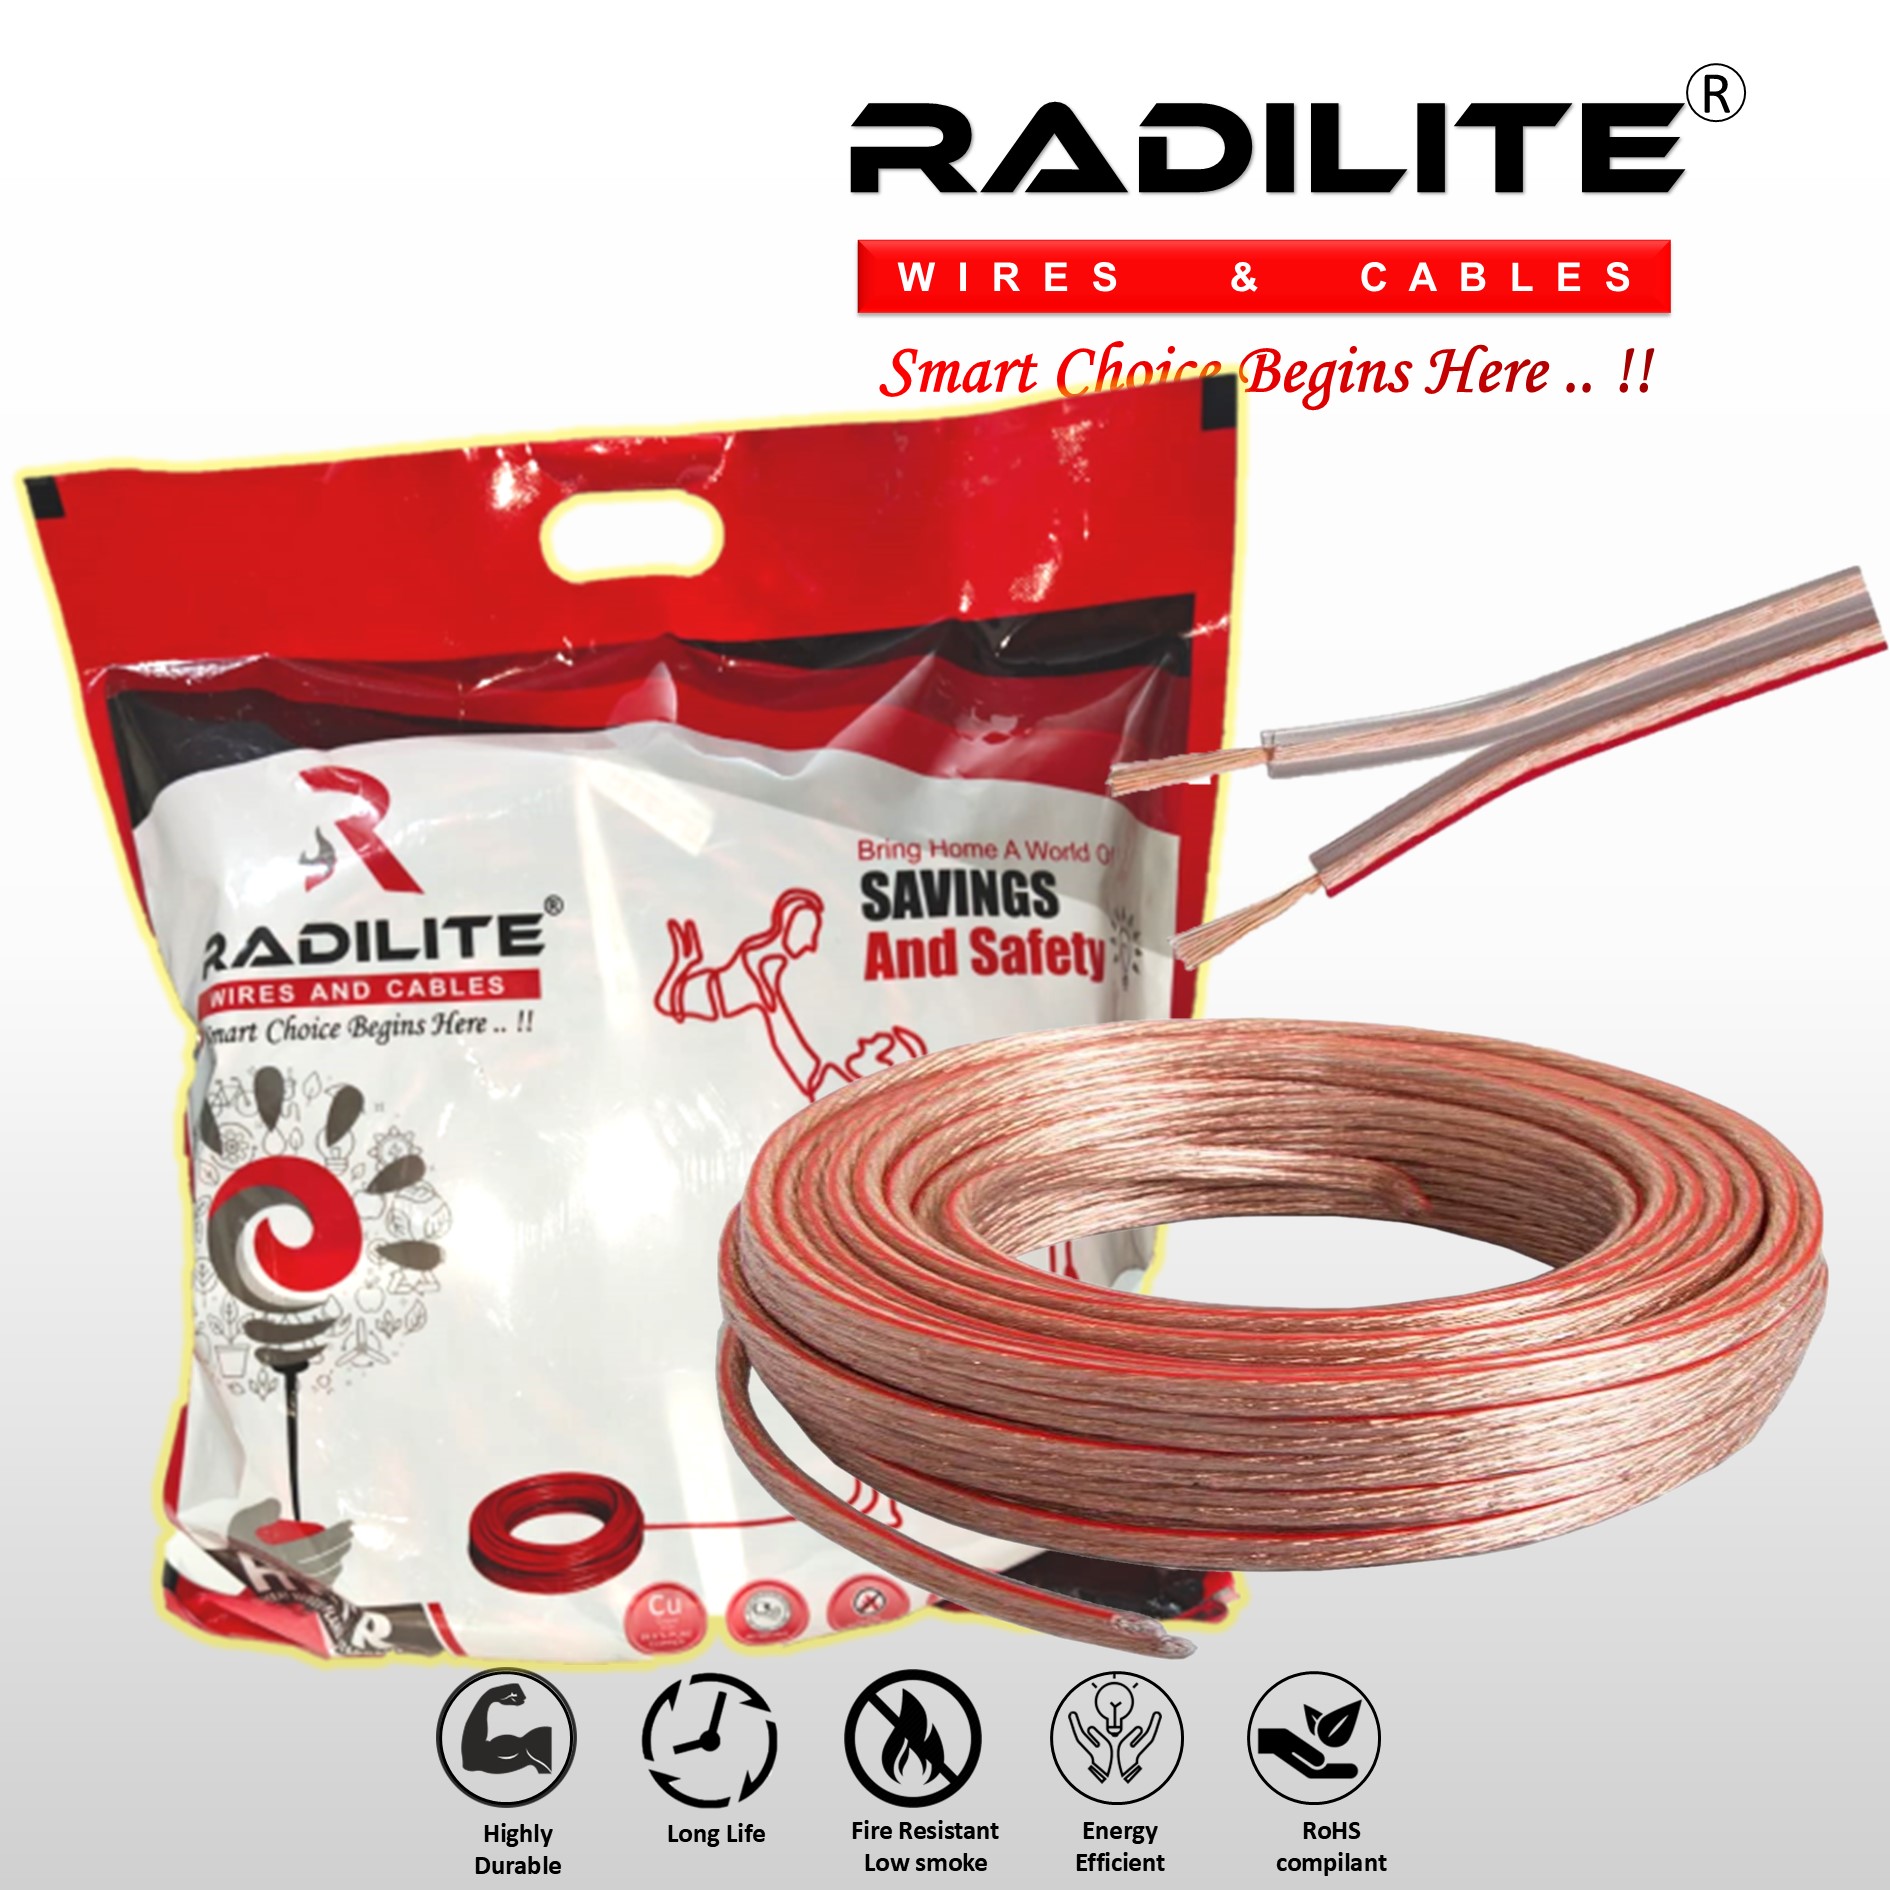 RADILITE®
WIRES & CABLES
Smart Choice Begins Here .. !!
R
RADILITE®
WIRES AND CABLES
Smart Choice Begins Here .. !!
Bring Home A World Of
SAVINGS
And Safety
Cu
Highly
Durable
Long Life
Fire Resistant
Low smoke
Energy
Efficient
RoHS
compilant